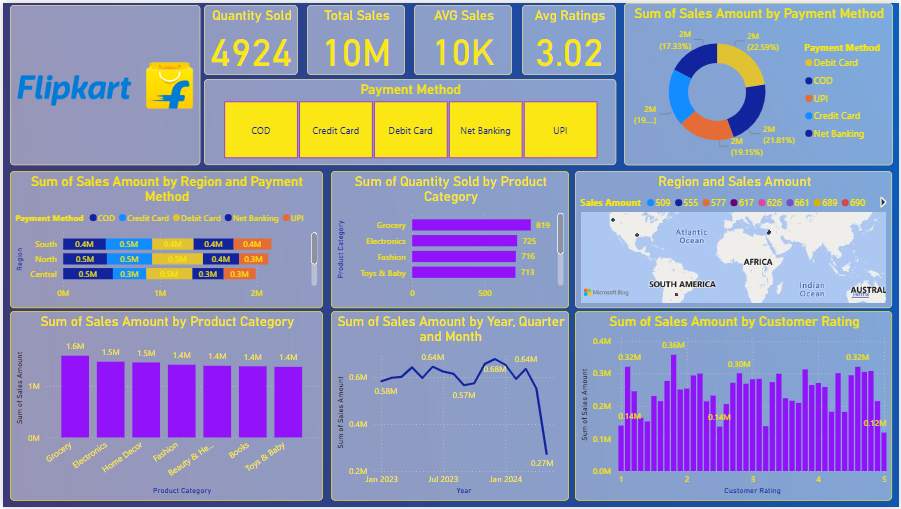 Flipkart
Quantity Sold
4924
Total Sales
10M
AVG Sales
10K
Avg Ratings
3.02
Payment Method
COD
Credit Card
Debit Card
Net Banking
UPI
Sum of Sales Amount by Payment Method
2M
(22.59%)
2M
(21.81%)
2M
(19.15%)
2M
(19....)
2M
(17.33%)
Payment Method
Debit Card
COD
UPI
Credit Card
Net Banking
Sum of Sales Amount by Region and Payment
Method
Payment Method COD Credit Card Debit Card Net Banking UPI
Region
South 0.4M 0.5M 0.4M 0.4M 0.4M
North 0.5M 0.5M 0.5M 0.4M 0.3M
Central 0.5M 0.3M 0.5M 0.3M 0.3M
0M 1M 2M
Sum of Quantity Sold by Product
Category
Product Category
Grocery 819
Electronics 725
Fashion 716
Toys & Baby 713
0 500
Region and Sales Amount
Sales Amount 509 555 577 617 626 661 689 690
Atlantic
Ocean
AFRICA
SOUTH AMERICA
Indian
Ocean
AUSTRAL
Microsoft Bing
Terms
Sum of Sales Amount by Product Category
Sum of Sales Amount
1M
0M
1.6M 1.5M 1.5M 1.4M 1.4M 1.4M 1.4M
Grocery
Electronics
Home Decor
Fashion
Beauty & He...
Books
Toys & Baby
Product Category
Sum of Sales Amount by Year, Quarter
and Month
Sum of Sales Amount
0.6M
0.4M
0.2M
0.58M
0.64M
0.57M
0.68M
0.64M
0.27M
Jan 2023 Jul 2023 Jan 2024
Year
Sum of Sales Amount by Customer Rating
Sum of Sales Amount
0.4M
0.3M
0.2M
0.1M
0.0M
0.14M
0.32M
0.36M
0.14M
0.30M
0.32M
0.12M
1 2 3 4 5
Customer Rating